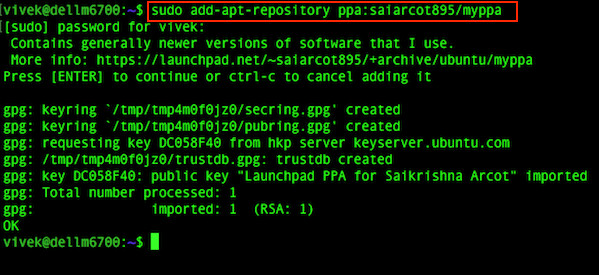 [vivek@dellm6700:~$ sudo add-apt-repository ppa:saiarcot895/myppa
[[sudo] password for vivek:
 Contains generally newer versions of software that I use.
 More info: https://launchpad.net/~saiarcot895/+archive/ubuntu/myppa
Press [ENTER] to continue or ctrl-c to cancel adding it

gpg: keyring `/tmp/tmp4m0f0jz0/secring.gpg' created
gpg: keyring `/tmp/tmp4m0f0jz0/pubring.gpg' created
gpg: requesting key DC058F40 from hkp server keyserver.ubuntu.com
gpg: /tmp/tmp4m0f0jz0/trustdb.gpg: trustdb created
gpg: key DC058F40: public key "Launchpad PPA for Saikrishna Arcot" imported
gpg: Total number processed: 1
gpg:               imported: 1  (RSA: 1)
OK
vivek@dellm6700:~$